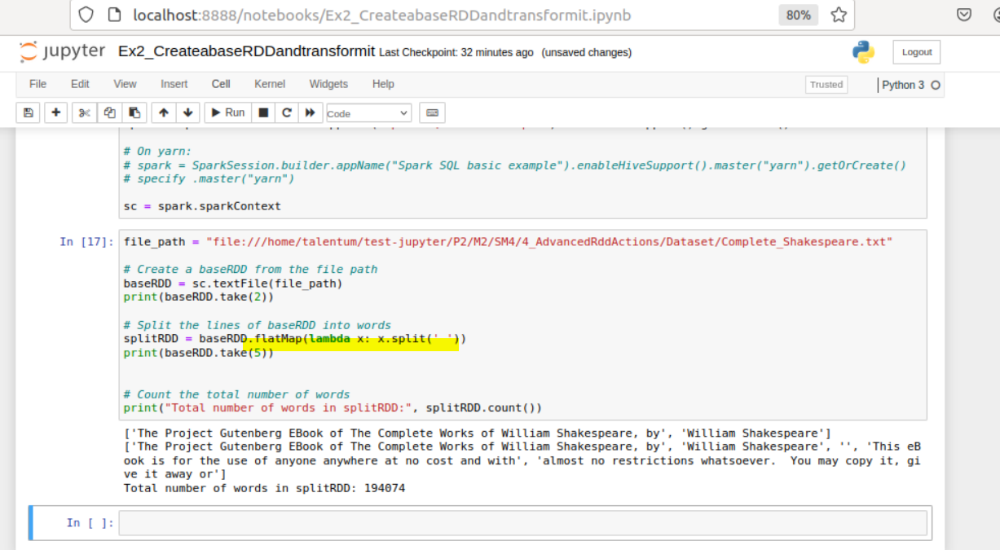 localhost:8888/notebooks/Ex2_CreateabaseRDDandtransformit.ipynb
80%
jupyter Ex2_CreateabaseRDDandtransformit Last Checkpoint: 32 minutes ago (unsaved changes)
Logout
File Edit View Insert Cell Kernel Widgets Help
Trusted
Python 3
Run
Code
# On yarn:
# spark = SparkSession.builder.appName("Spark SQL basic example").enableHiveSupport().master("yarn").getOrCreate()
# specify .master("yarn")
sc = spark.sparkContext
In [17]: file_path = "file:///home/talentum/test-jupyter/P2/M2/SM4/4_AdvancedRddActions/Dataset/Complete_Shakespeare.txt"
# Create a baseRDD from the file path
baseRDD = sc.textFile(file_path)
print(baseRDD.take(2))
# Split the lines of baseRDD into words
splitRDD = baseRDD.flatMap(lambda x: x.split(' '))
print(baseRDD.take(5))
# Count the total number of words
print("Total number of words in splitRDD:", splitRDD.count())
['The Project Gutenberg EBook of The Complete Works of William Shakespeare, by', 'William Shakespeare']
['The Project Gutenberg EBook of The Complete Works of William Shakespeare, by', 'William Shakespeare', '', 'This eB
ook is for the use of anyone anywhere at no cost and with', 'almost no restrictions whatsoever.  You may copy it, gi
ve it away or']
Total number of words in splitRDD: 194074
In [ ]: